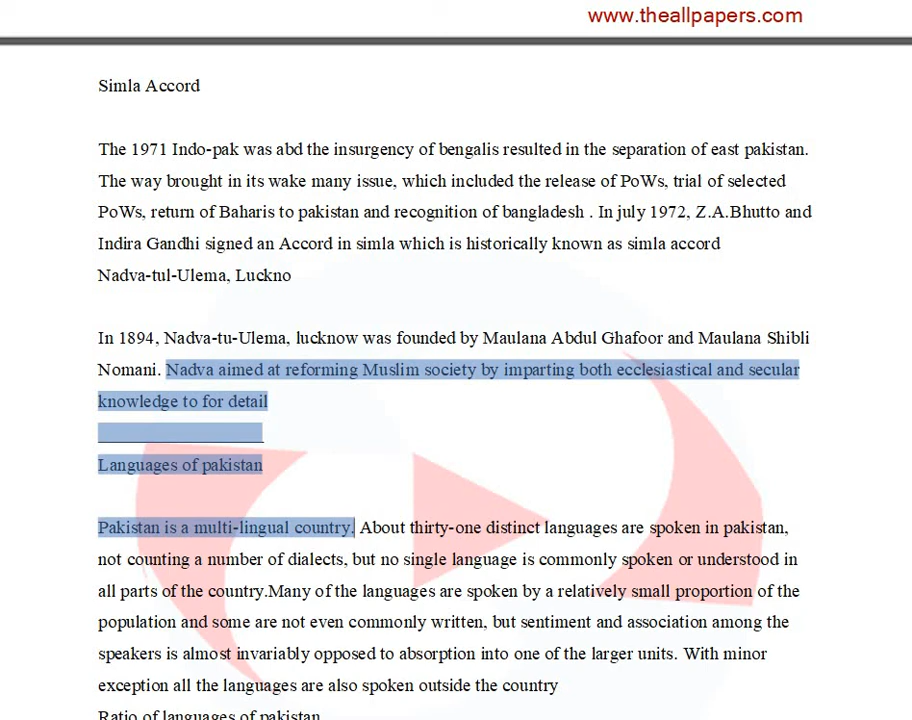 www.theallpapers.com
Simla Accord
The 1971 Indo-pak was abd the insurgency of bengalis resulted in the separation of east pakistan.
The way brought in its wake many issue, which included the release of PoWs, trial of selected
PoWs, return of Baharis to pakistan and recognition of bangladesh . In july 1972, Z.A.Bhutto and
Indira Gandhi signed an Accord in simla which is historically known as simla accord
Nadva-tul-Ulema, Luckno
In 1894, Nadva-tu-Ulema, lucknow was founded by Maulana Abdul Ghafoor and Maulana Shibli
Nomani. Nadva aimed at reforming Muslim society by imparting both ecclesiastical and secular
knowledge to for detail
Languages of pakistan
Pakistan is a multi-lingual country. About thirty-one distinct languages are spoken in pakistan,
not counting a number of dialects, but no single language is commonly spoken or understood in
all parts of the country.Many of the languages are spoken by a relatively small proportion of the
population and some are not even commonly written, but sentiment and association among the
speakers is almost invariably opposed to absorption into one of the larger units. With minor
exception all the languages are also spoken outside the country
Ratio of languages of pakistan